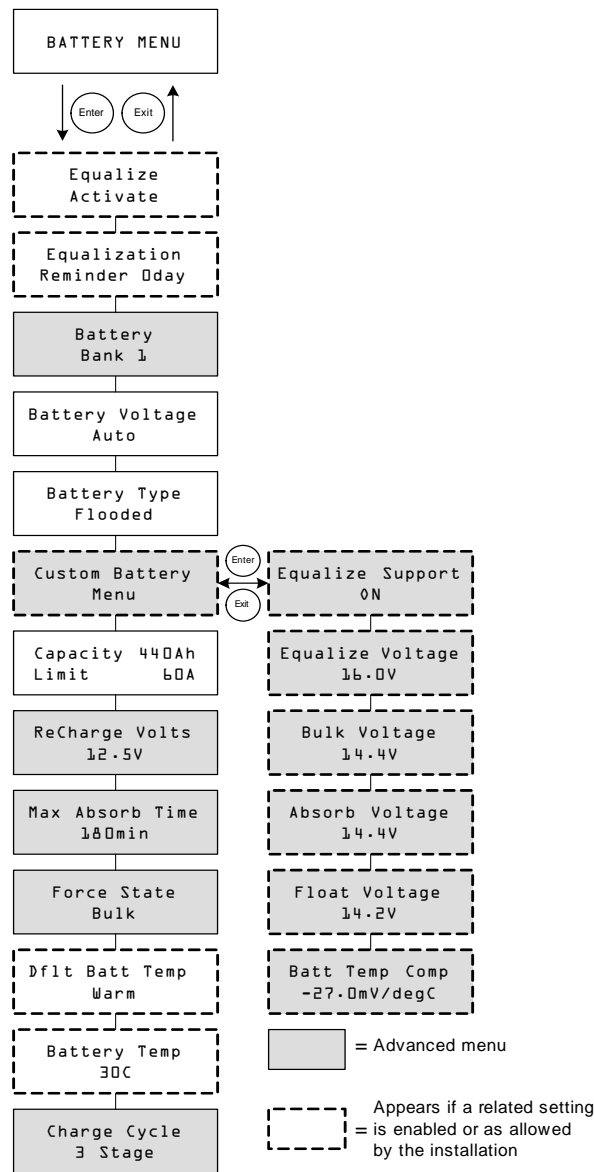 BATTERY MENU
Enter
Exit
Equalize
Activate
Equalization
Reminder 0day
Battery
Bank 1
Battery Voltage
Auto
Battery Type
Flooded
Custom Battery
Menu
Enter
Exit
Equalize Support
ON
Capacity 440Ah
Limit 60A
Equalize Voltage
16.0V
ReCharge Volts
12.5V
Bulk Voltage
14.4V
Max Absorb Time
180min
Absorb Voltage
14.4V
Force State
Bulk
Float Voltage
14.2V
Dflt Batt Temp
Warm
Batt Temp Comp
-27.0mV/degC
Battery Temp
30C
Charge Cycle
3 Stage
= Advanced menu
Appears if a related setting
= is enabled or as allowed
by the installation